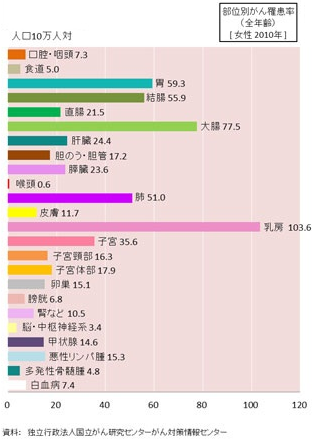 部位別がん罹患率
(全年齢)
[女性 2010年]
人口10万人対
口腔・咽頭 7.3
食道 5.0
胃 59.3
結腸 55.9
直腸 21.5
大腸 77.5
肝臓 24.4
胆のう・胆管 17.2
膵臓 23.6
喉頭 0.6
肺 51.0
皮膚 11.7
乳房 103.6
子宮 35.6
子宮頸部 16.3
子宮体部 17.9
卵巣 15.1
膀胱 6.8
腎など 10.5
脳・中枢神経系 3.4
甲状腺 14.6
悪性リンパ腫 15.3
多発性骨髄腫 4.8
白血病 7.4
0 20 40 60 80 100 120
資料: 独立行政法人国立がん研究センターがん対策情報センター